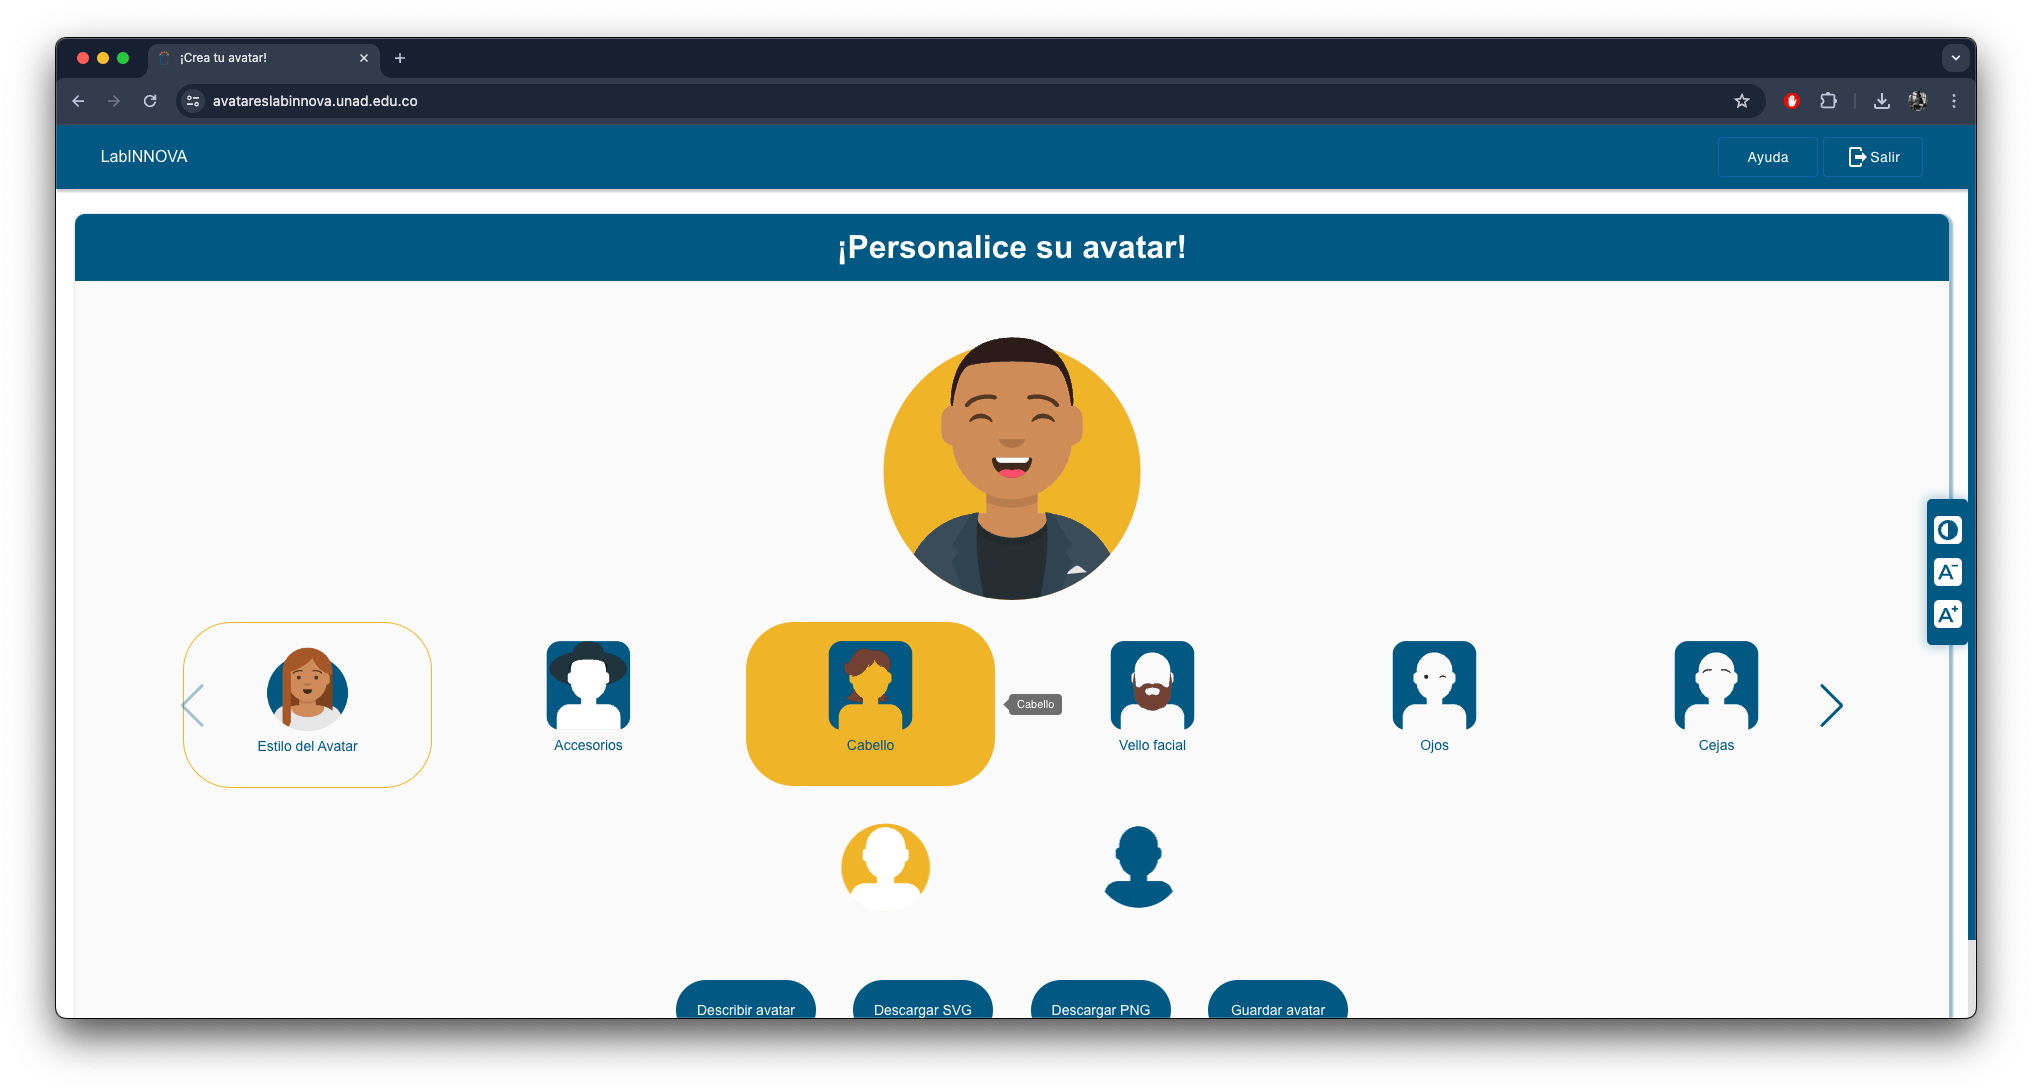 ¡Crea tu avatar!
avatareslabinnova.unad.edu.co
LabINNOVA
Ayuda
Salir
¡Personalice su avatar!
A-
A+
Estilo del Avatar
Accesorios
Cabello
Cabello
Vello facial
Ojos
Cejas
Describir avatar
Descargar SVG
Descargar PNG
Guardar avatar